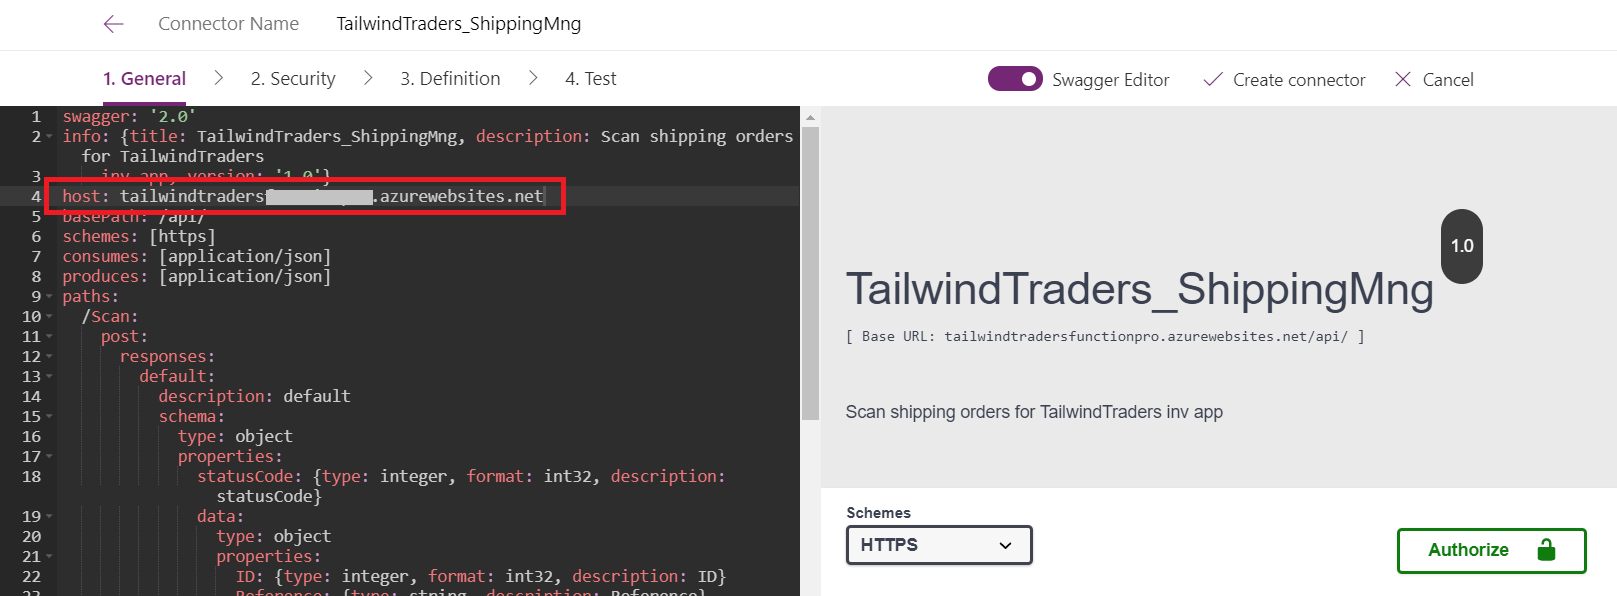 Connector Name TailwindTraders_ShippingMng
1. General 2. Security 3. Definition 4. Test Swagger Editor Create connector Cancel
1 swagger: '2.0'
2 info: {title: TailwindTraders_ShippingMng, description: Scan shipping orders
for TailwindTraders
3 inv app, version: '1.0'}
4 host: tailwindtraders .azurewebsites.net
5 basePath: /api/
6 schemes: [https]
7 consumes: [application/json]
8 produces: [application/json]
9 paths:
10 /Scan:
11 post:
12 responses:
13 default:
14 description: default
15 schema:
16 type: object
17 properties:
18 statusCode: {type: integer, format: int32, description:
statusCode}
19 data:
20 type: object
21 properties:
22 ID: {type: integer, format: int32, description: ID}
23 Reference: {type: string, description: Reference}
1.0
TailwindTraders_ShippingMng
[ Base URL: tailwindtradersfunctionpro.azurewebsites.net/api/ ]
Scan shipping orders for TailwindTraders inv app
Schemes
HTTPS
Authorize